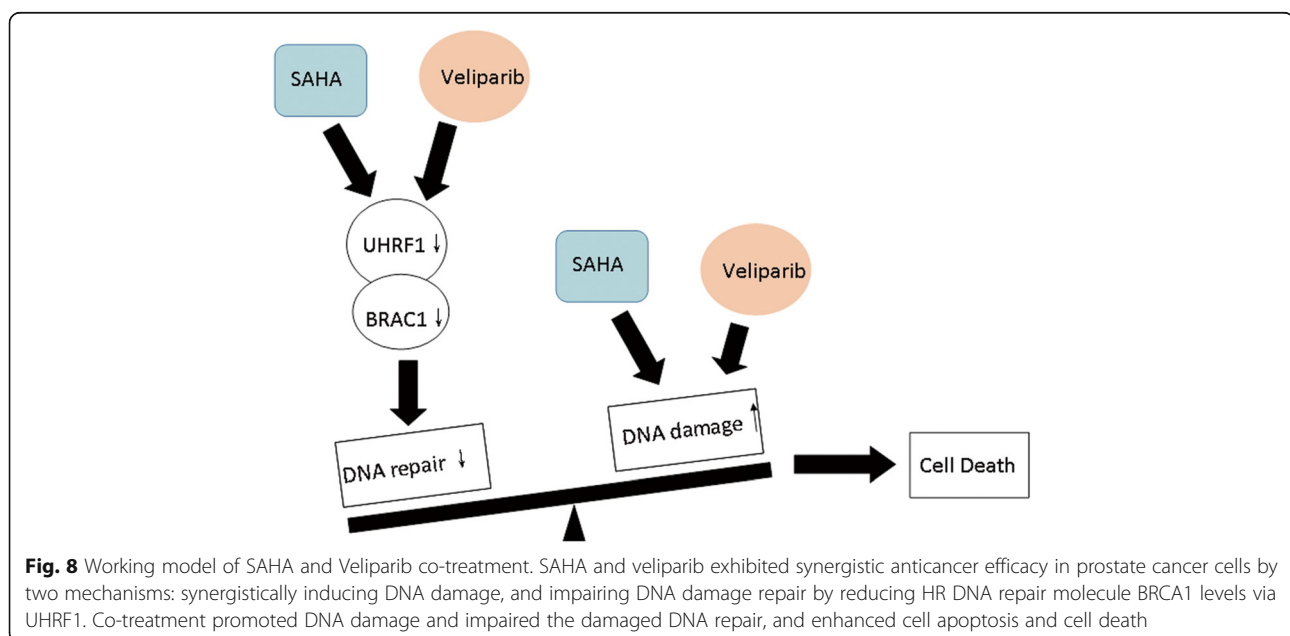 SAHA
Veliparib
UHRF1 ↓
BRAC1 ↓
SAHA
Veliparib
DNA repair ↓
DNA damage ↑
Cell Death
Fig. 8 Working model of SAHA and Veliparib co-treatment. SAHA and veliparib exhibited synergistic anticancer efficacy in prostate cancer cells by
two mechanisms: synergistically inducing DNA damage, and impairing DNA damage repair by reducing HR DNA repair molecule BRCA1 levels via
UHRF1. Co-treatment promoted DNA damage and impaired the damaged DNA repair, and enhanced cell apoptosis and cell death